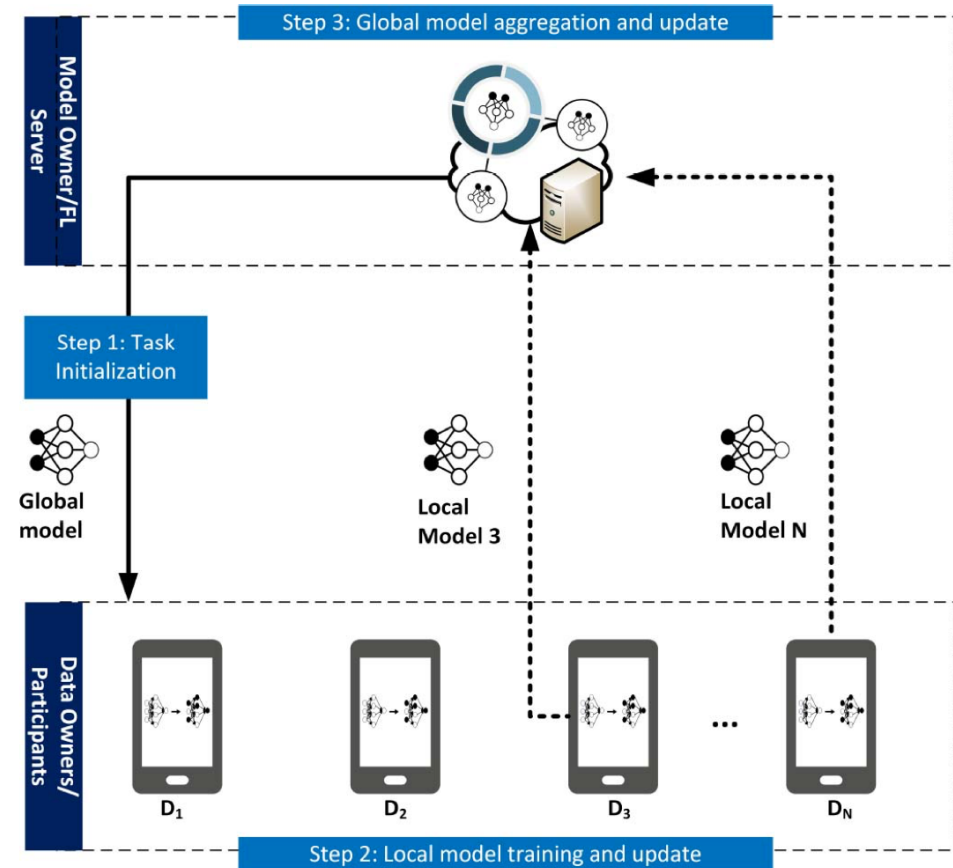 Step 3: Global model aggregation and update
Model Owner/FL
Server
Step 1: Task
Initialization
Global
model
Local
Model 3
Local
Model N
Data Owners/
Participants
D₁
D₂
D₃
...
Dɴ
Step 2: Local model training and update